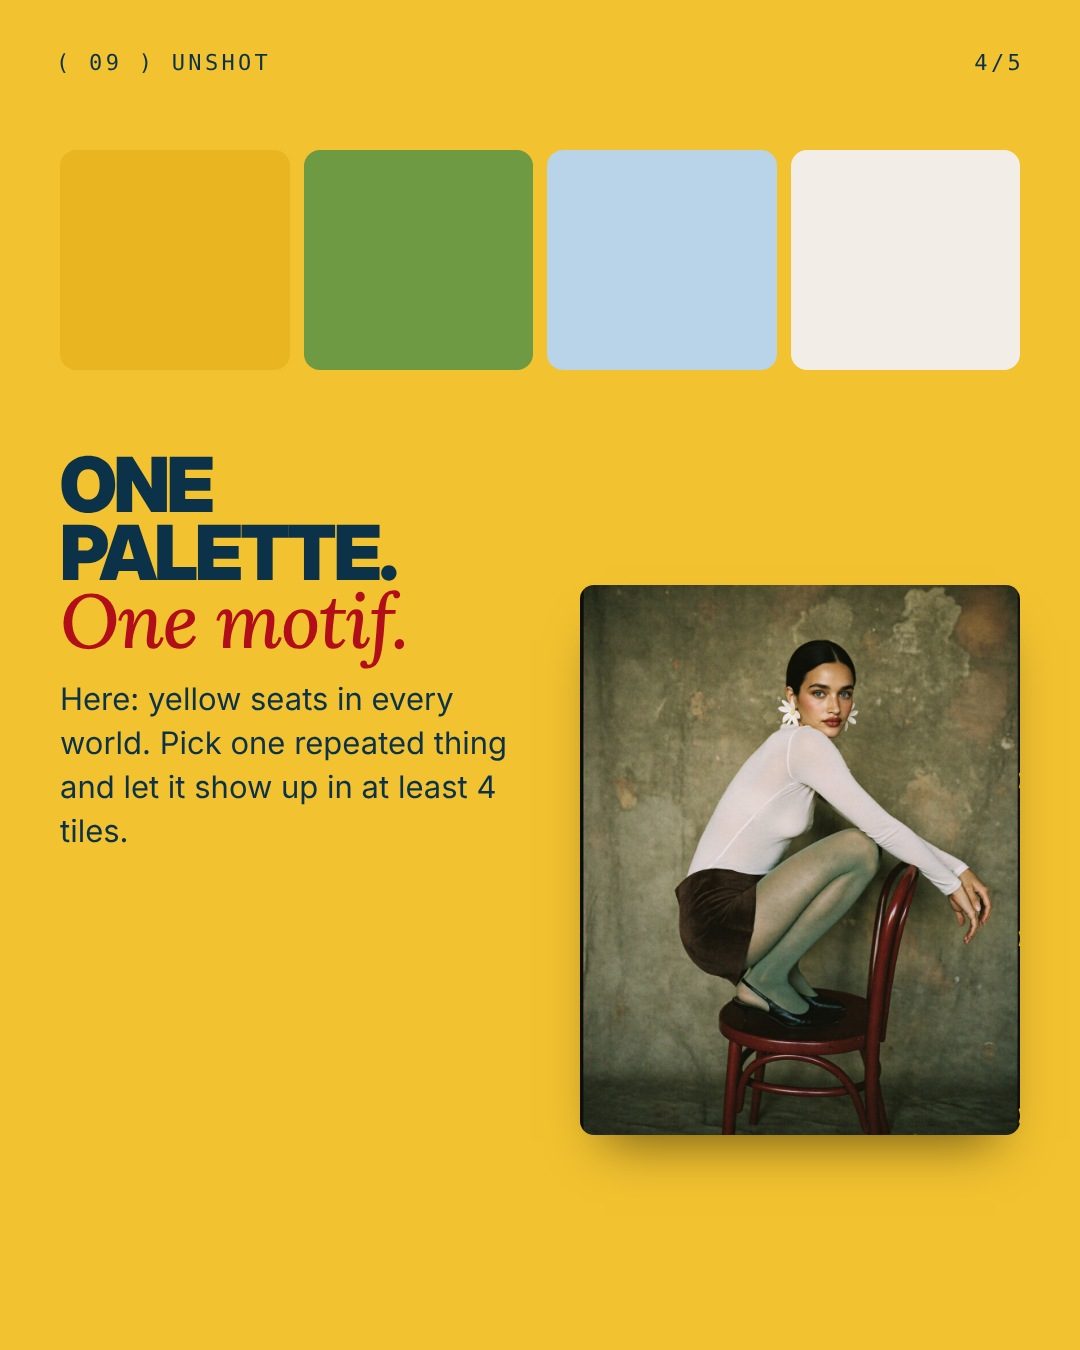 ( 09 ) UNSHOT
4/5
ONE
PALETTE.
One motif.
Here: yellow seats in every
world. Pick one repeated thing
and let it show up in at least 4
tiles.